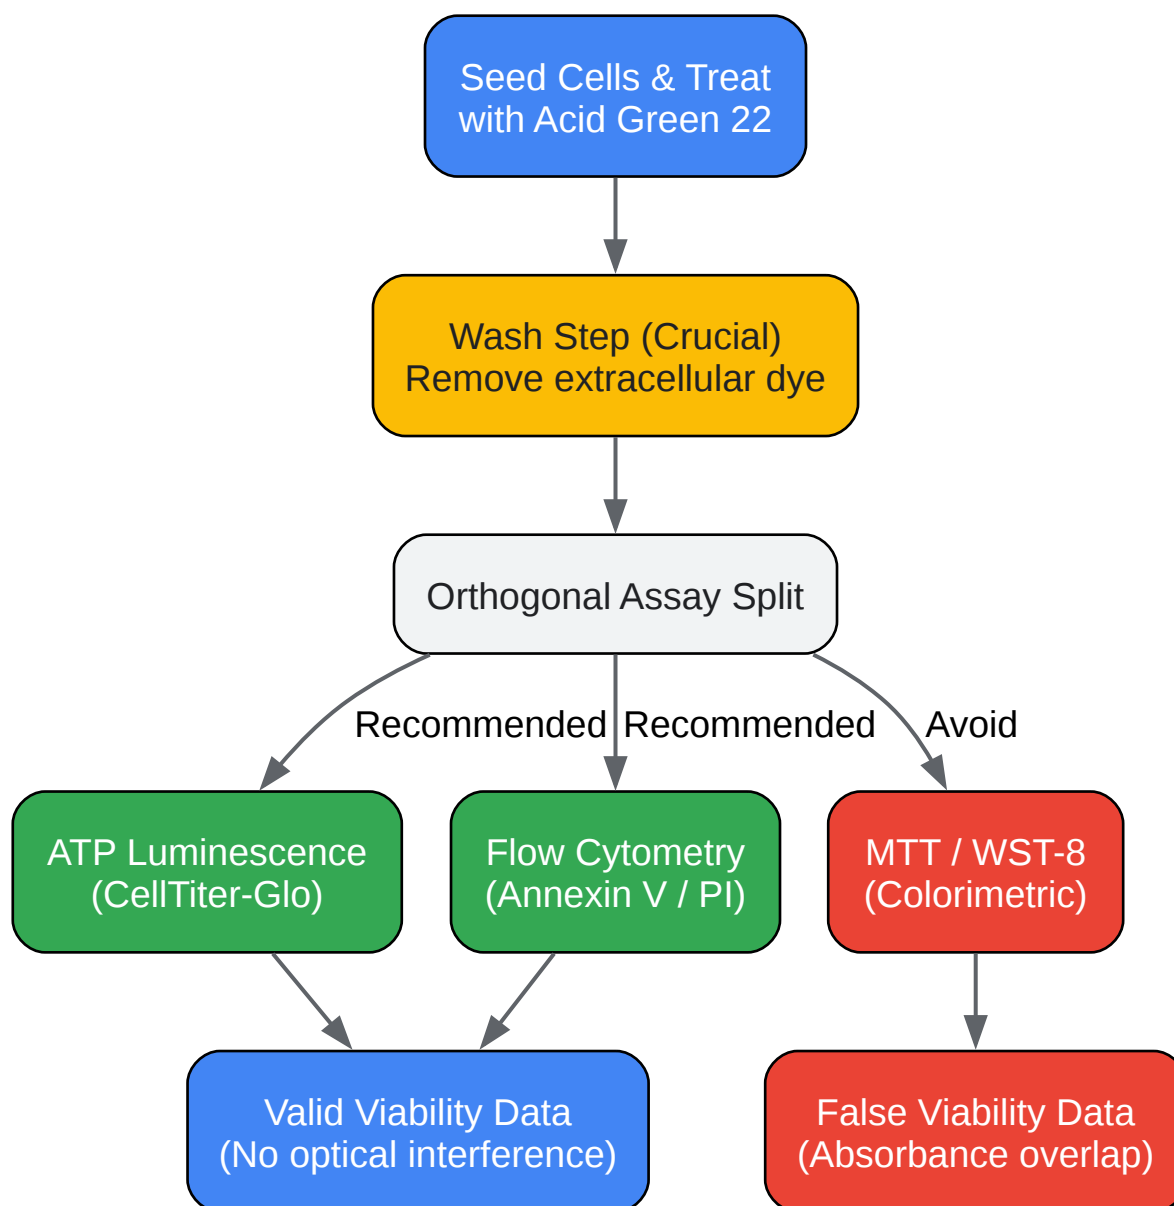 Seed Cells & Treat
with Acid Green 22
Wash Step (Crucial)
Remove extracellular dye
Orthogonal Assay Split
Recommended
Recommended
Avoid
ATP Luminescence
(CellTiter-Glo)
Flow Cytometry
(Annexin V / PI)
MTT / WST-8
(Colorimetric)
Valid Viability Data
(No optical interference)
False Viability Data
(Absorbance overlap)